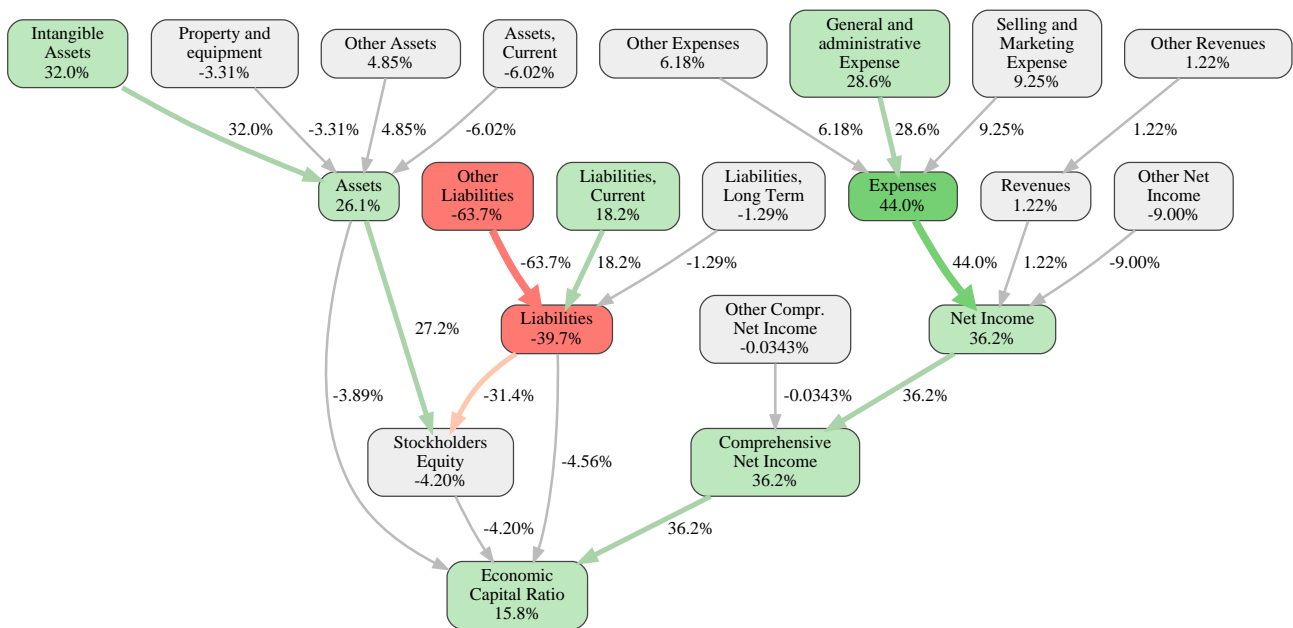 Intangible
Assets
32.0%
Property and
equipment
-3.31%
Other Assets
4.85%
Assets,
Current
-6.02%
Other Expenses
6.18%
General and
administrative
Expense
28.6%
Selling and
Marketing
Expense
9.25%
Other Revenues
1.22%
32.0%
-3.31%
4.85%
-6.02%
6.18%
28.6%
9.25%
1.22%
Assets
26.1%
Other
Liabilities
-63.7%
Liabilities,
Current
18.2%
Liabilities,
Long Term
-1.29%
Expenses
44.0%
Revenues
1.22%
Other Net
Income
-9.00%
-63.7%
18.2%
-1.29%
44.0%
1.22%
-9.00%
27.2%
Liabilities
-39.7%
Other Compr.
Net Income
-0.0343%
Net Income
36.2%
-3.89%
-31.4%
-0.0343%
36.2%
Stockholders
Equity
-4.20%
-4.56%
Comprehensive
Net Income
36.2%
-4.20%
36.2%
Economic
Capital Ratio
15.8%